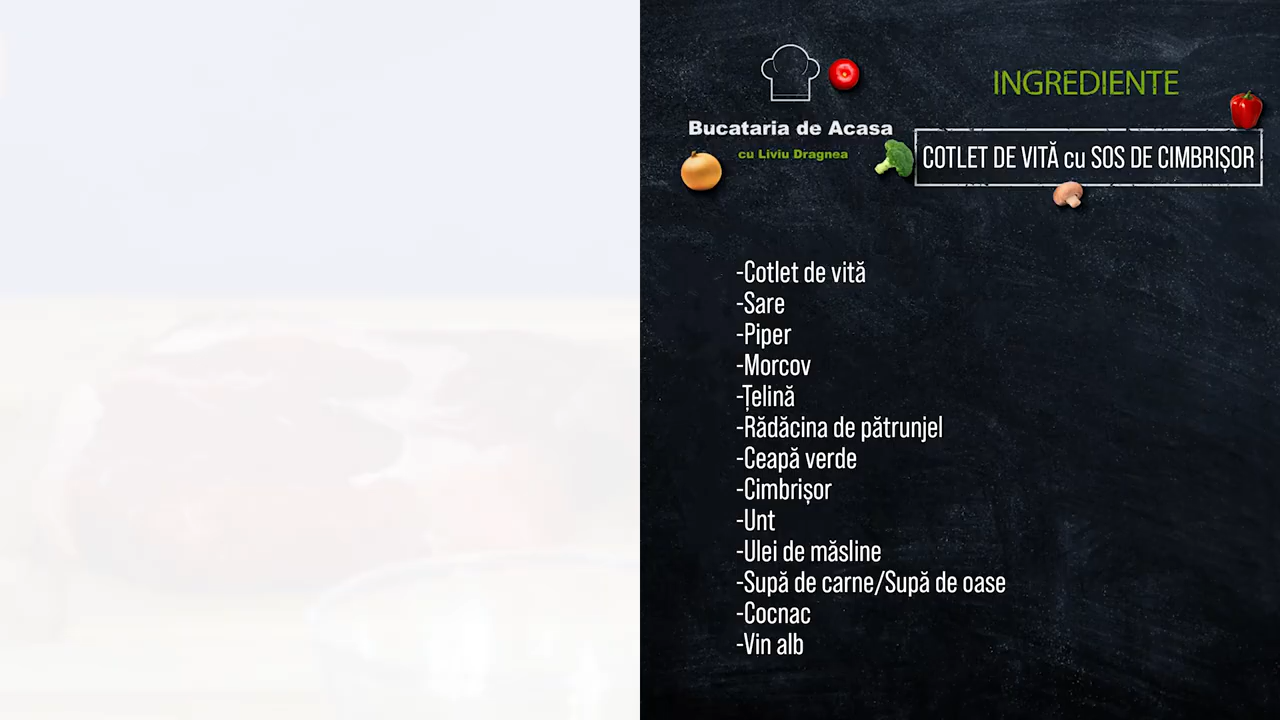 Bucataria de Acasa
cu Liviu Dragnea
INGREDIENTE
COTLET DE VITĂ cu SOS DE CIMBRIȘOR
-Cotlet de vită
-Sare
-Piper
-Morcov
-Țelină
-Rădăcina de pătrunjel
-Ceapă verde
-Cimbrișor
-Unt
-Ulei de măsline
-Supă de carne/Supă de oase
-Cocnac
-Vin alb